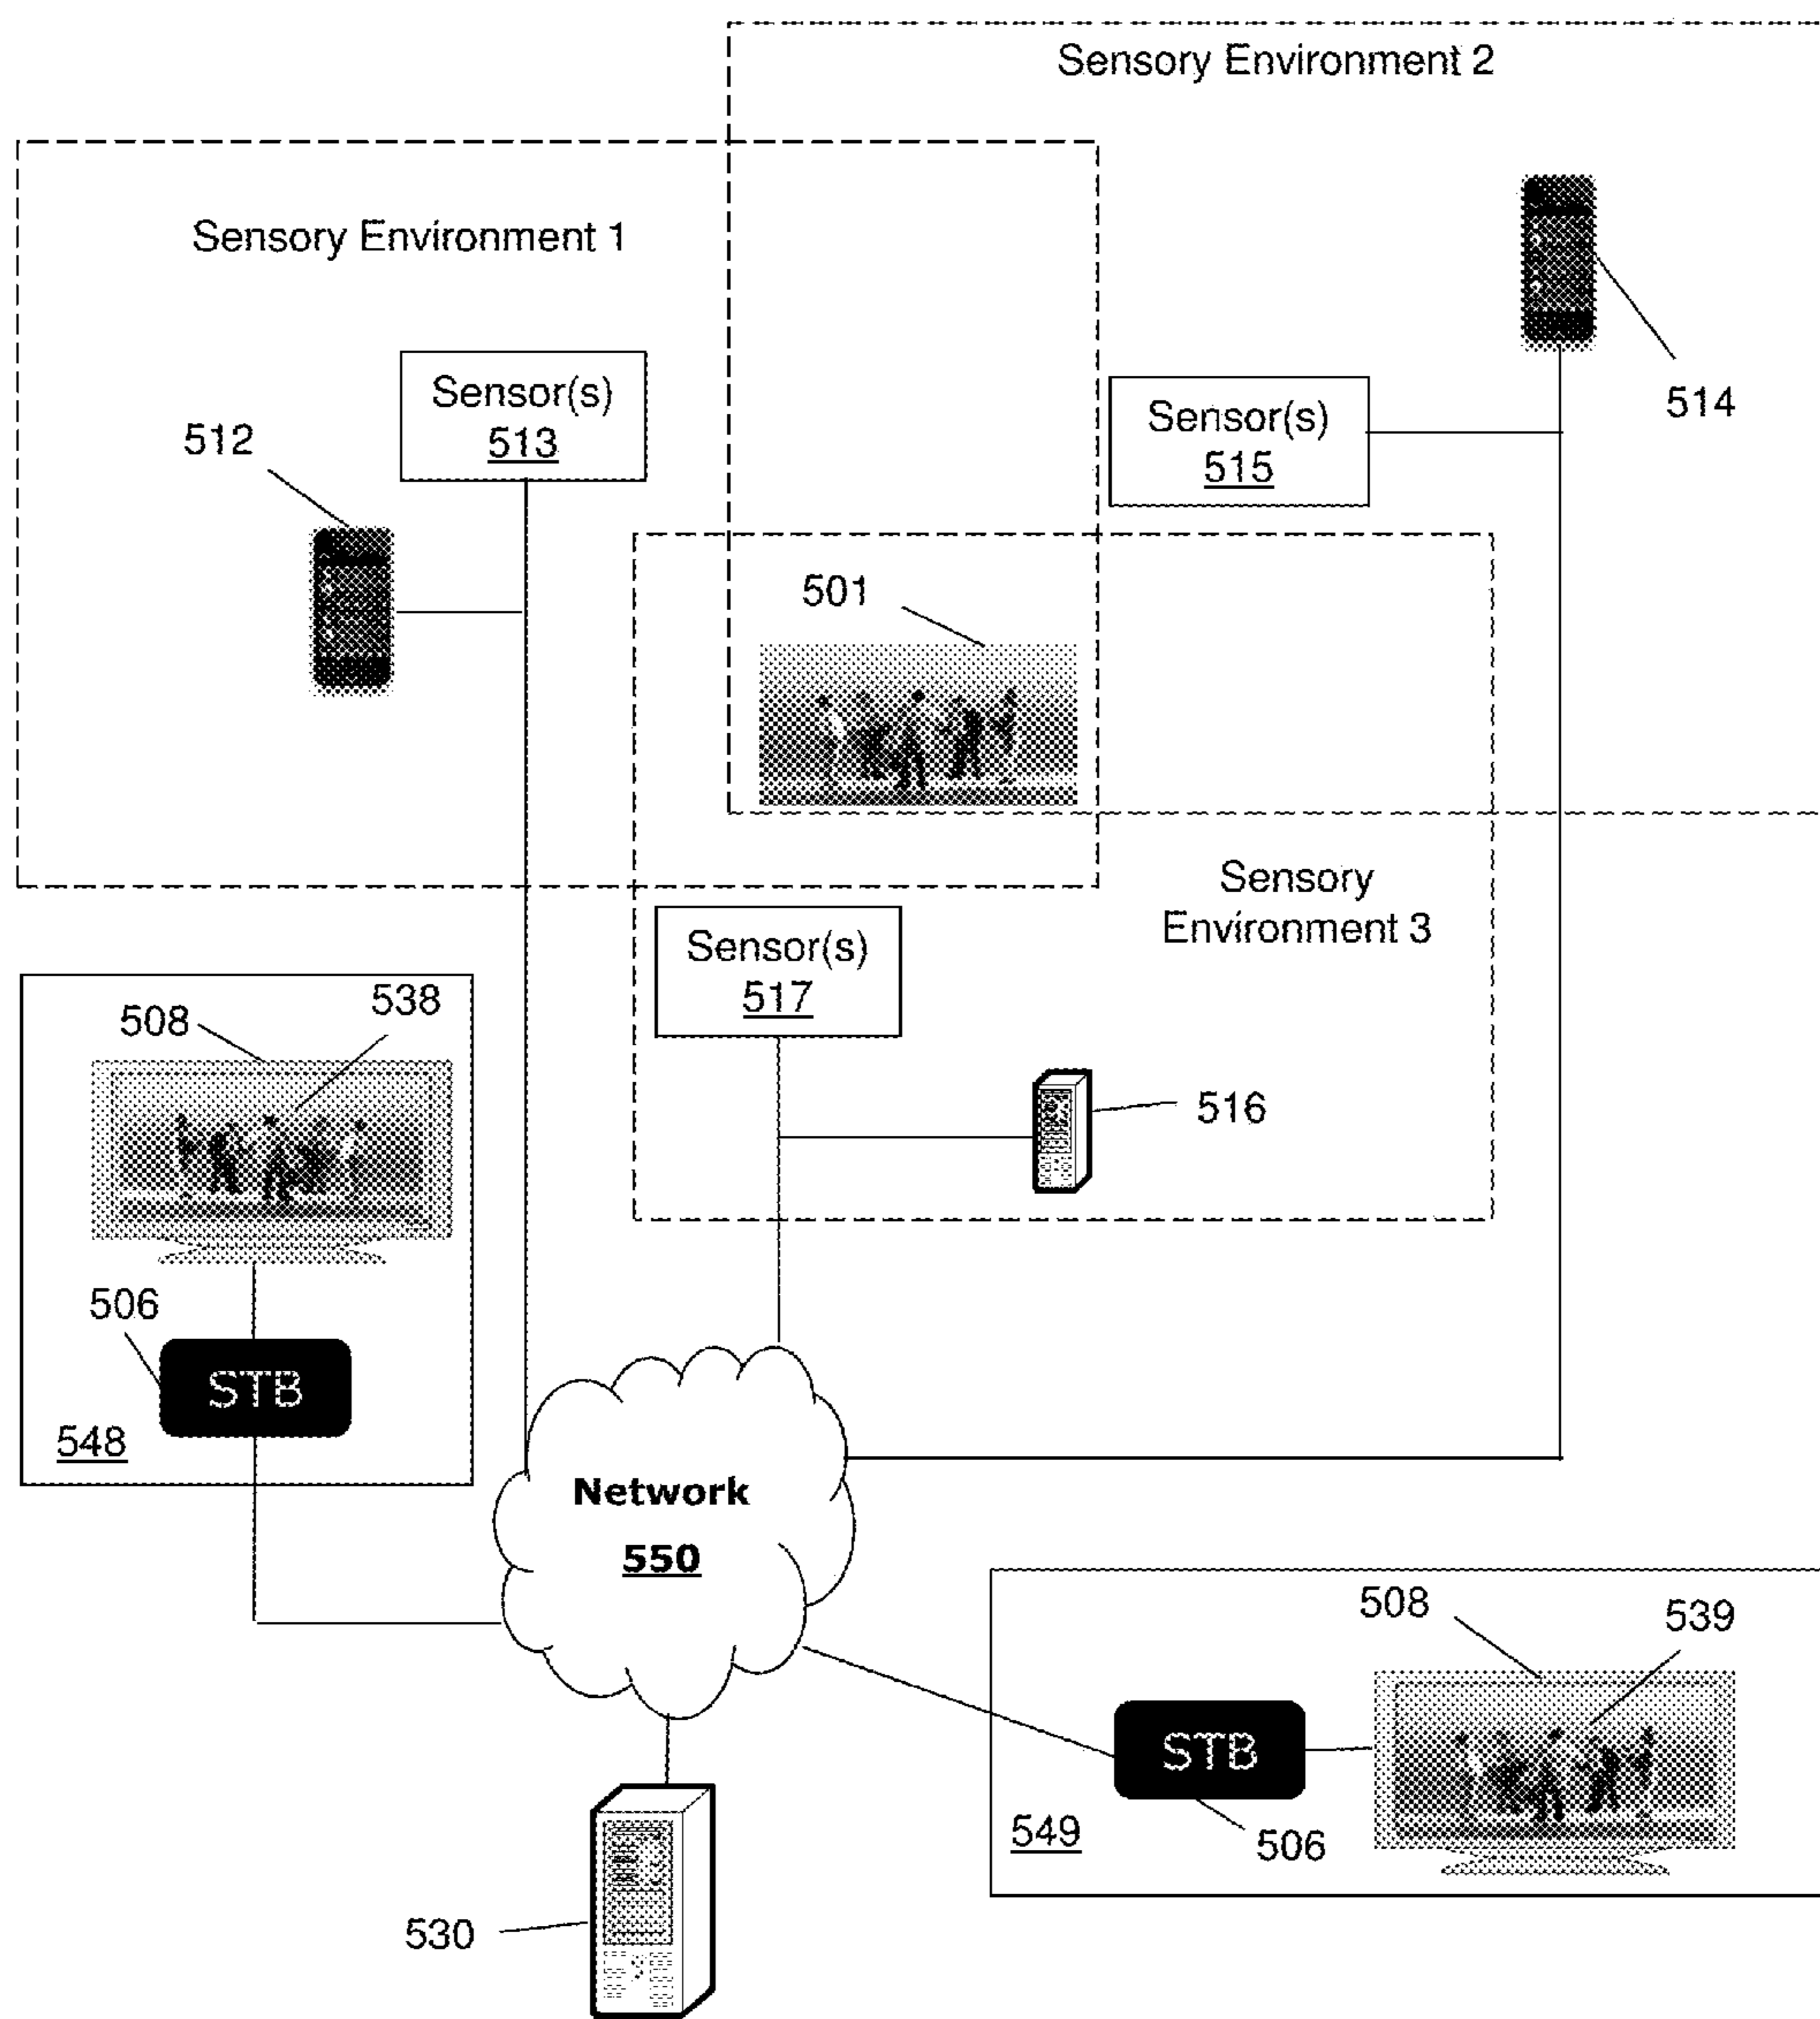 Sensory Environment 2
Sensory Environment 1
Sensor(s)
513
512
Sensor(s)
515
514
501
Sensory
Environment 3
Sensor(s)
517
516
508
538
506
STB
548
Network
550
508
539
STB
549
506
530